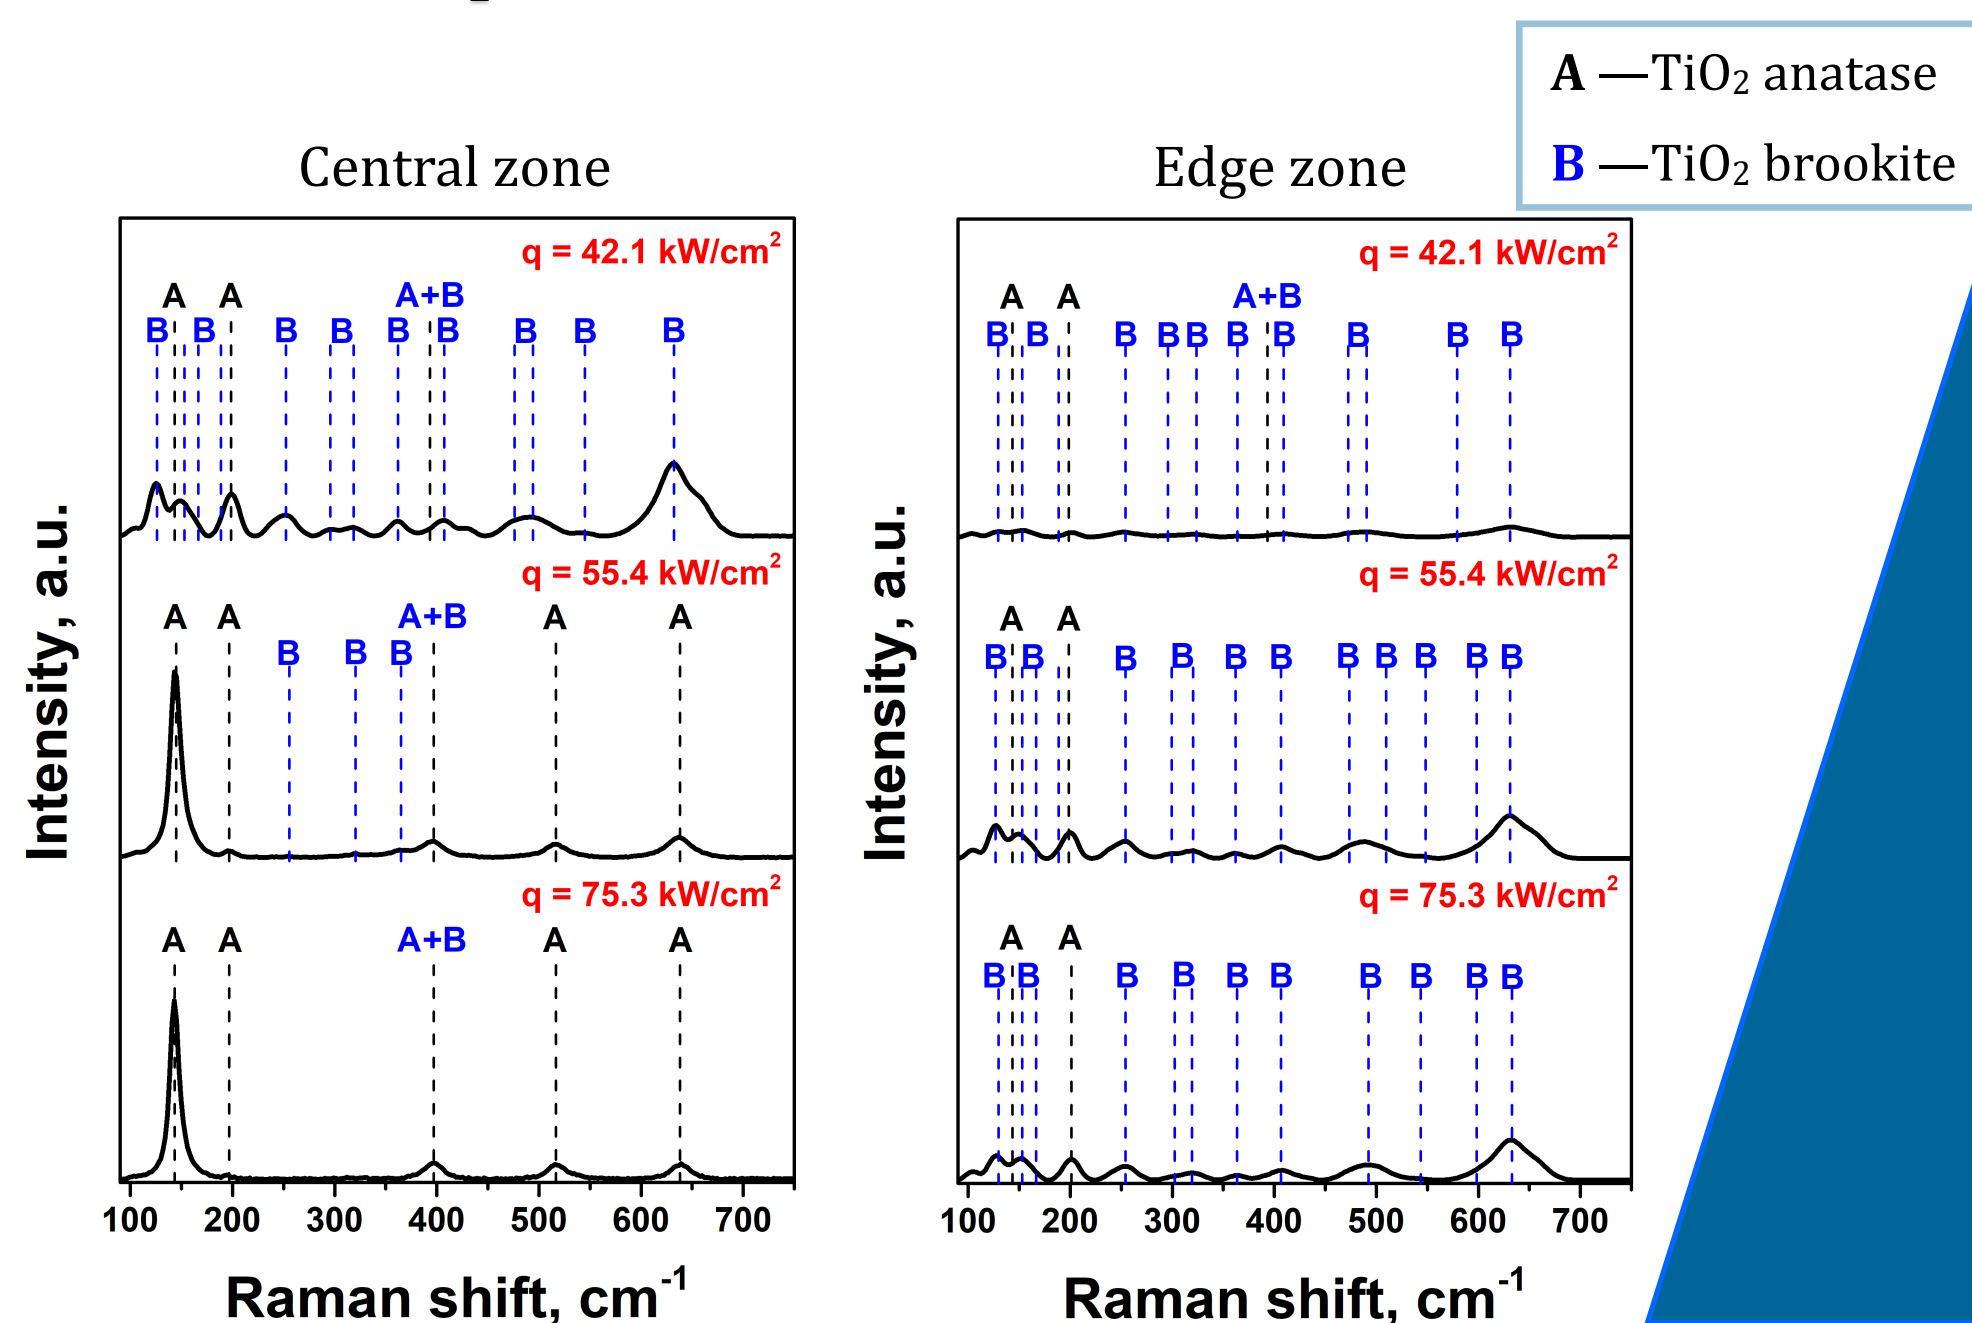 A —TiO₂ anatase
B —TiO₂ brookite
Central zone
q = 42.1 kW/cm²
A A A+B
B B B B B B B B B
q = 55.4 kW/cm²
A A A+B A A
B B B
q = 75.3 kW/cm²
A A A+B A A
100 200 300 400 500 600 700
Raman shift, cm⁻¹
Intensity, a.u.
Edge zone
q = 42.1 kW/cm²
A A A+B
B B B B B B B B B B
q = 55.4 kW/cm²
A A
B B B B B B B B B B B
q = 75.3 kW/cm²
A A
B B B B B B B B B B
100 200 300 400 500 600 700
Raman shift, cm⁻¹
Intensity, a.u.